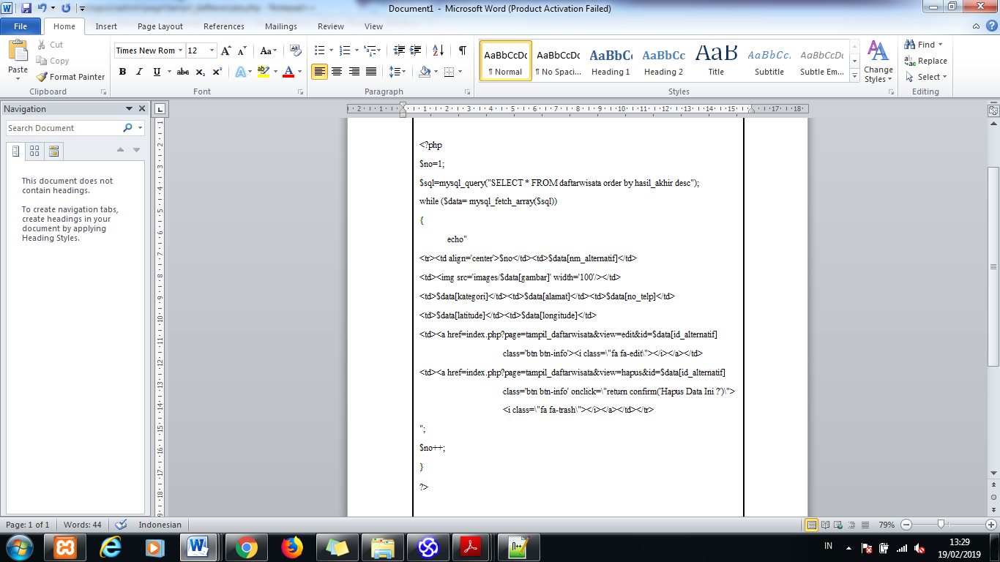 Document1 - Microsoft Word (Product Activation Failed)
File Home Insert Page Layout References Mailings Review View
Paste
Cut
Copy
Format Painter
Clipboard
Times New Rom 12
Font
Paragraph
AaBbCcDc AaBbCcDc AaBbCc AaBbCc AaB AaBbCc. AaBbCcDc
¶ Normal ¶ No Spaci... Heading 1 Heading 2 Title Subtitle Subtle Em...
Styles
Change Styles
Find
Replace
Select
Editing
Navigation
Search Document
This document does not
contain headings.
To create navigation tabs,
create headings in your
document by applying
Heading Styles.
<?php
$no=1;
$sql=mysql_query("SELECT * FROM daftarwisata order by hasil_akhir desc");
while ($data= mysql_fetch_array($sql))
{
echo"
<tr><td align='center'>$no</td><td>$data[nm_alternatif]</td>
<td><img src='images/$data[gambar]' width='100'/></td>
<td>$data[kategori]</td><td>$data[alamat]</td><td>$data[no_telp]</td>
<td>$data[latitude]</td><td>$data[longitude]</td>
<td><a href=index.php?page=tampil_daftarwisata&view=edit&id=$data[id_alternatif]
class='btn btn-info'><i class=\"fa fa-edit\"></i></a></td>
<td><a href=index.php?page=tampil_daftarwisata&view=hapus&id=$data[id_alternatif]
class='btn btn-info' onclick=\"return confirm('Hapus Data Ini ?')\">
<i class=\"fa fa-trash\"></i></a></td></tr>
";
$no++;
}
?>
Page: 1 of 1 Words: 44 Indonesian 79%
IN
13:29
19/02/2019